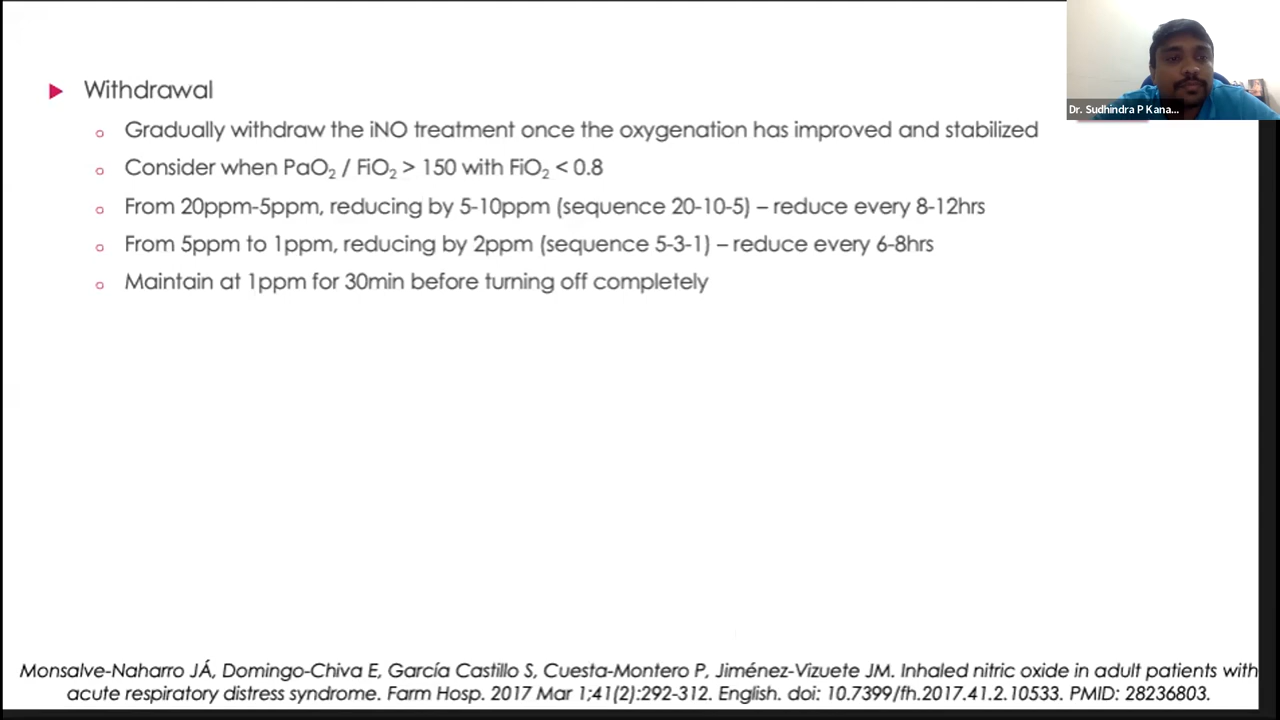 Withdrawal
Gradually withdraw the iNO treatment once the oxygenation has improved and stabilized
Consider when PaO₂ / FiO₂ > 150 with FiO₂ < 0.8
From 20ppm-5ppm, reducing by 5-10ppm (sequence 20-10-5) – reduce every 8-12hrs
From 5ppm to 1ppm, reducing by 2ppm (sequence 5-3-1) – reduce every 6-8hrs
Maintain at 1ppm for 30min before turning off completely
Dr. Sudhindra P Kana...
Monsalve-Naharro JÁ, Domingo-Chiva E, García Castillo S, Cuesta-Montero P, Jiménez-Vizuete JM. Inhaled nitric oxide in adult patients with
acute respiratory distress syndrome. Farm Hosp. 2017 Mar 1;41(2):292-312. English. doi: 10.7399/fh.2017.41.2.10533. PMID: 28236803.